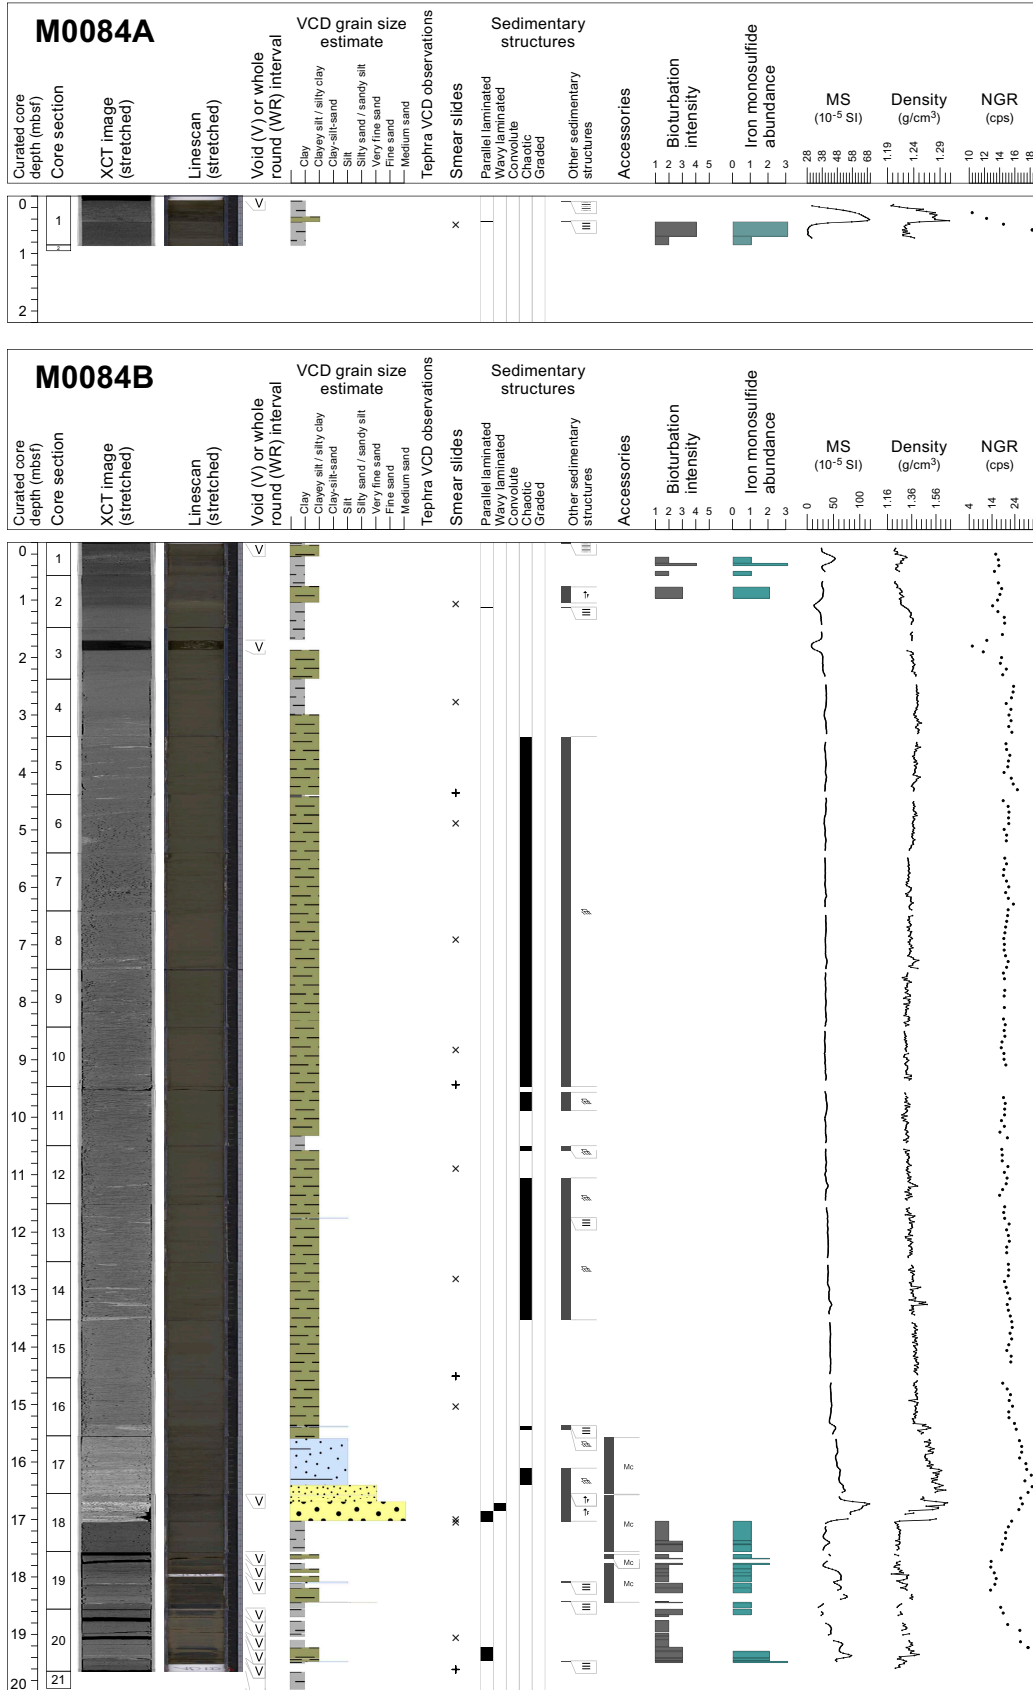 M0084A
Curated core depth (mbsf)
Core section
XCT image (stretched)
Linescan (stretched)
Void (V) or whole round (WR) interval
VCD grain size estimate
Clay
Clayey silt / silty clay
Clay-silt-sand
Silt
Silty sand / sandy silt
Very fine sand
Fine sand
Medium sand
Tephra VCD observations
Smear slides
Sedimentary structures
Parallel laminated
Wavy laminated
Convolute
Chaotic
Graded
Other sedimentary structures
Accessories
Bioturbation intensity
1 2 3 4 5
Iron monosulfide abundance
0 1 2 3
MS (10-5 SI)
28 38 48 58 68
Density (g/cm3)
1.19 1.24 1.29
NGR (cps)
10 12 14 16 18
0
1
2
1
2
V
M0084B
Curated core depth (mbsf)
Core section
XCT image (stretched)
Linescan (stretched)
Void (V) or whole round (WR) interval
VCD grain size estimate
Clay
Clayey silt / silty clay
Clay-silt-sand
Silt
Silty sand / sandy silt
Very fine sand
Fine sand
Medium sand
Tephra VCD observations
Smear slides
Sedimentary structures
Parallel laminated
Wavy laminated
Convolute
Chaotic
Graded
Other sedimentary structures
Accessories
Bioturbation intensity
1 2 3 4 5
Iron monosulfide abundance
0 1 2 3
MS (10-5 SI)
0 50 100
Density (g/cm3)
1.16 1.36 1.56
NGR (cps)
4 14 24
0
1
2
3
4
5
6
7
8
9
10
11
12
13
14
15
16
17
18
19
20
1
2
3
4
5
6
7
8
9
10
11
12
13
14
15
16
17
18
19
20
21
V
V
V
V
V
V
V
V
V
V
V
Mc
Mc
Mc
Mc